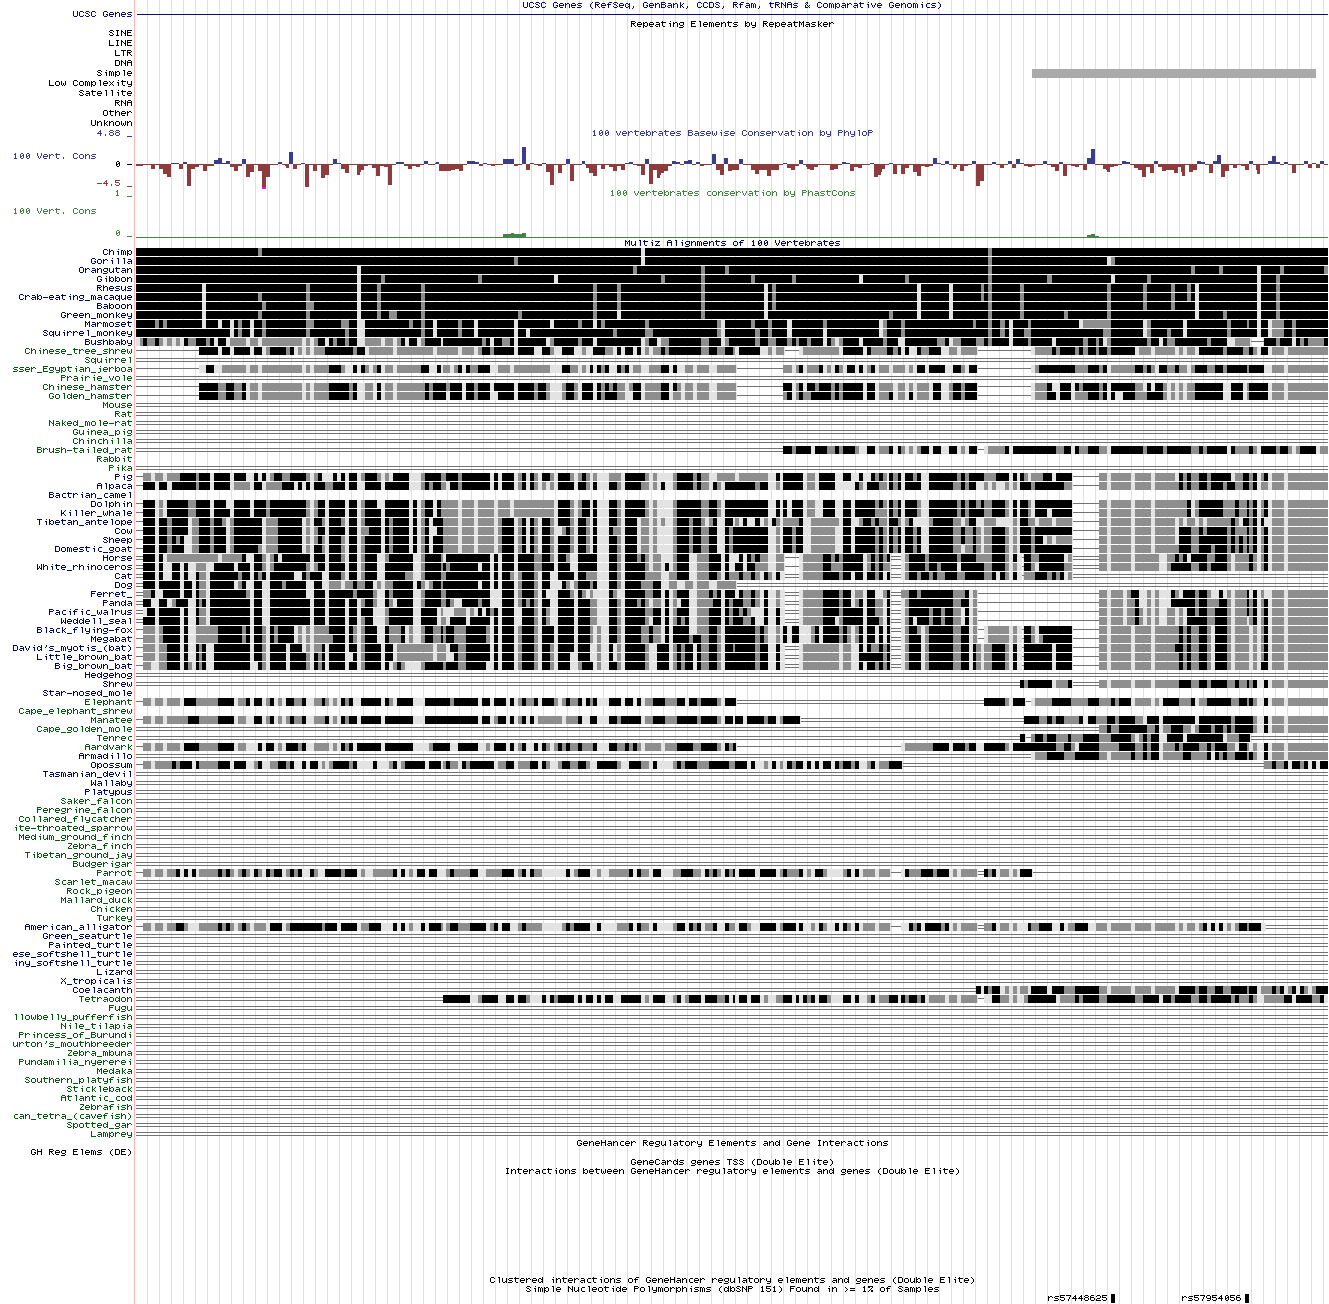 UCSC Genes (RefSeq, GenBank, CCDS, Rfam, tRNAs & Comparative Genomics)
UCSC Genes
Repeating Elements by RepeatMasker
SINE
LINE
LTR
DNA
Simple
Low Complexity
Satellite
RNA
Other
Unknown
4.88 _
100 vertebrates Basewise Conservation by PhyloP
100 Vert. Cons
0 _
-4.5 _
1 _
100 vertebrates conservation by PhastCons
100 Vert. Cons
0 _
Multiz Alignments of 100 Vertebrates
Chimp
Gorilla
Orangutan
Gibbon
Rhesus
Crab-eating_macaque
Baboon
Green_monkey
Marmoset
Squirrel_monkey
Bushbaby
Chinese_tree_shrew
Squirrel
sser_Egyptian_jerboa
Prairie_vole
Chinese_hamster
Golden_hamster
Mouse
Rat
Naked_mole-rat
Guinea_pig
Chinchilla
Brush-tailed_rat
Rabbit
Pika
Pig
Alpaca
Bactrian_camel
Dolphin
Killer_whale
Tibetan_antelope
Cow
Sheep
Domestic_goat
Horse
White_rhinoceros
Cat
Dog
Ferret_
Panda
Pacific_walrus
Weddell_seal
Black_flying-fox
Megabat
David's_myotis_(bat)
Little_brown_bat
Big_brown_bat
Hedgehog
Shrew
Star-nosed_mole
Elephant
Cape_elephant_shrew
Manatee
Cape_golden_mole
Tenrec
Aardvark
Armadillo
Opossum
Tasmanian_devil
Wallaby
Platypus
Saker_falcon
Peregrine_falcon
Collared_flycatcher
ite-throated_sparrow
Medium_ground_finch
Zebra_finch
Tibetan_ground_jay
Budgerigar
Parrot
Scarlet_macaw
Rock_pigeon
Mallard_duck
Chicken
Turkey
American_alligator
Green_seaturtle
Painted_turtle
ese_softshell_turtle
iny_softshell_turtle
Lizard
X_tropicalis
Coelacanth
Tetraodon
Fugu
llowbelly_pufferfish
Nile_tilapia
Princess_of_Burundi
urton's_mouthbreeder
Zebra_mbuna
Pundamilia_nyererei
Medaka
Southern_platyfish
Stickleback
Atlantic_cod
Zebrafish
can_tetra_(cavefish)
Spotted_gar
Lamprey
GeneHancer Regulatory Elements and Gene Interactions
GH Reg Elems (DE)
GeneCards genes TSS (Double Elite)
Interactions between GeneHancer regulatory elements and genes (Double Elite)
Clustered interactions of GeneHancer regulatory elements and genes (Double Elite)
Simple Nucleotide Polymorphisms (dbSNP 151) Found in >= 1% of Samples
rs57448625 rs57954056